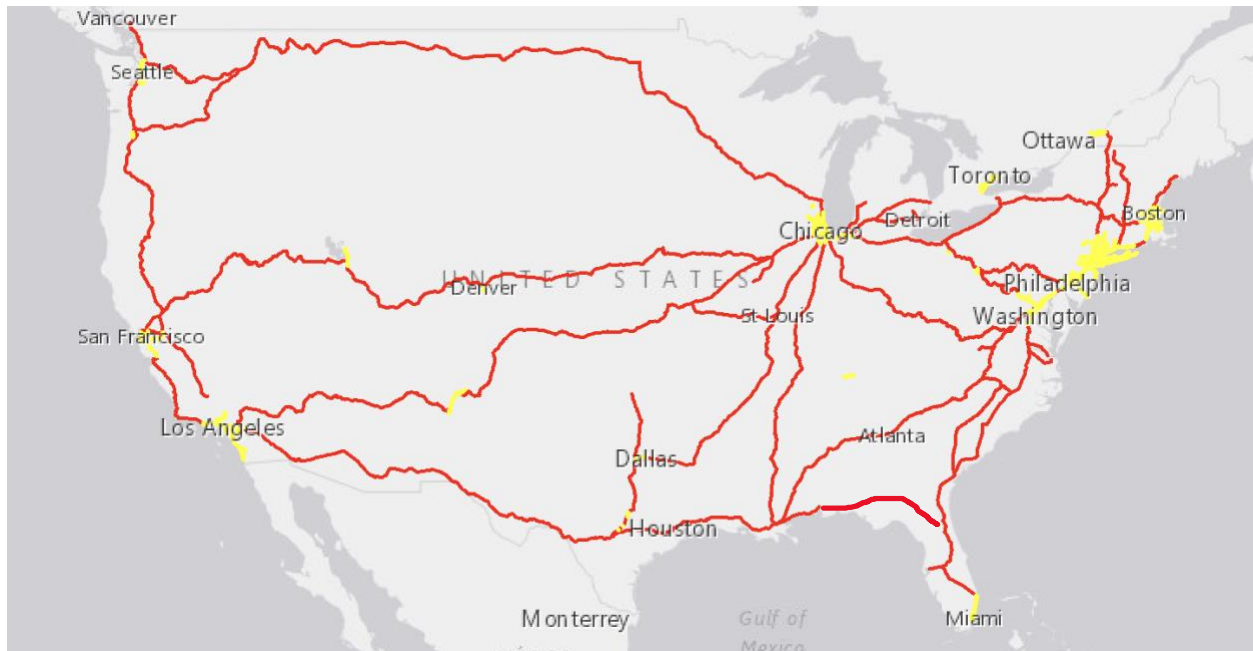 Vancouver
Seattle
Ottawa
Toronto
Boston
Detroit
Chicago
UNITED STATES
Denver
Philadelphia
St Louis
Washington
San Francisco
Los Angeles
Atlanta
Dallas
Houston
Monterrey
Gulf of
Mexico
Miami